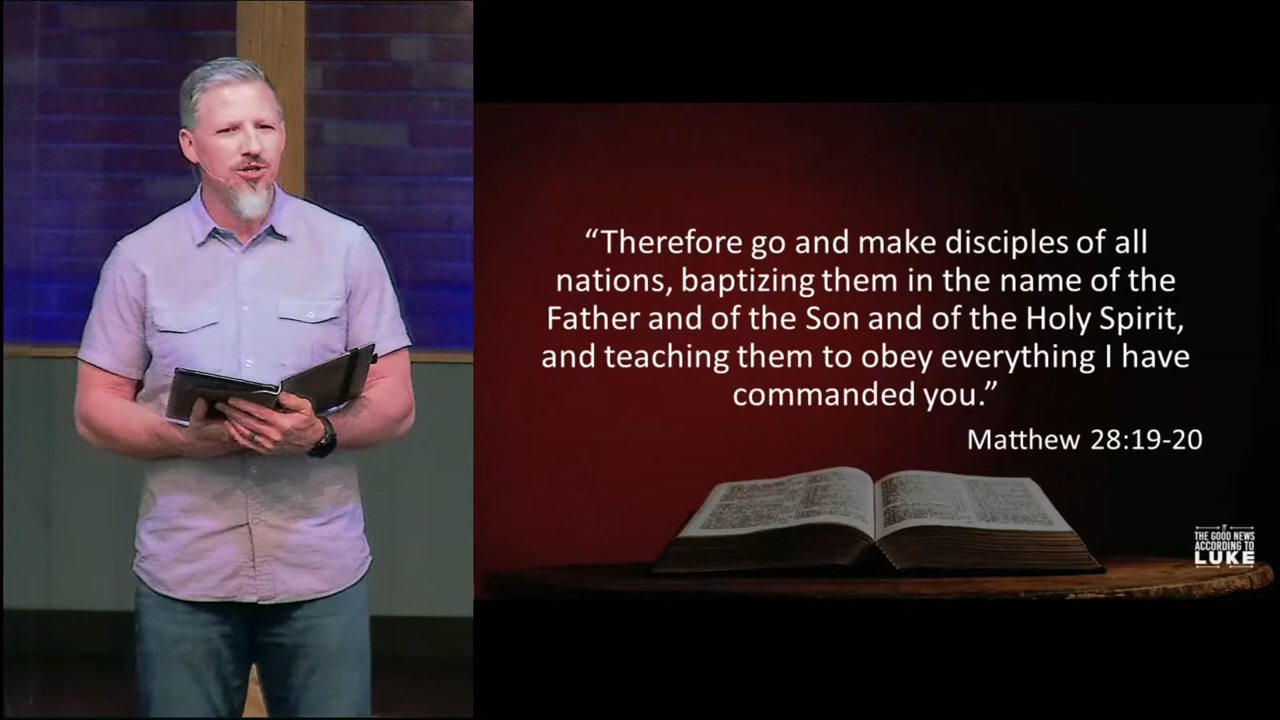 “Therefore go and make disciples of all
nations, baptizing them in the name of the
Father and of the Son and of the Holy Spirit,
and teaching them to obey everything I have
commanded you.”
Matthew 28:19-20
THE GOOD NEWS
ACCORDING TO
LUKE